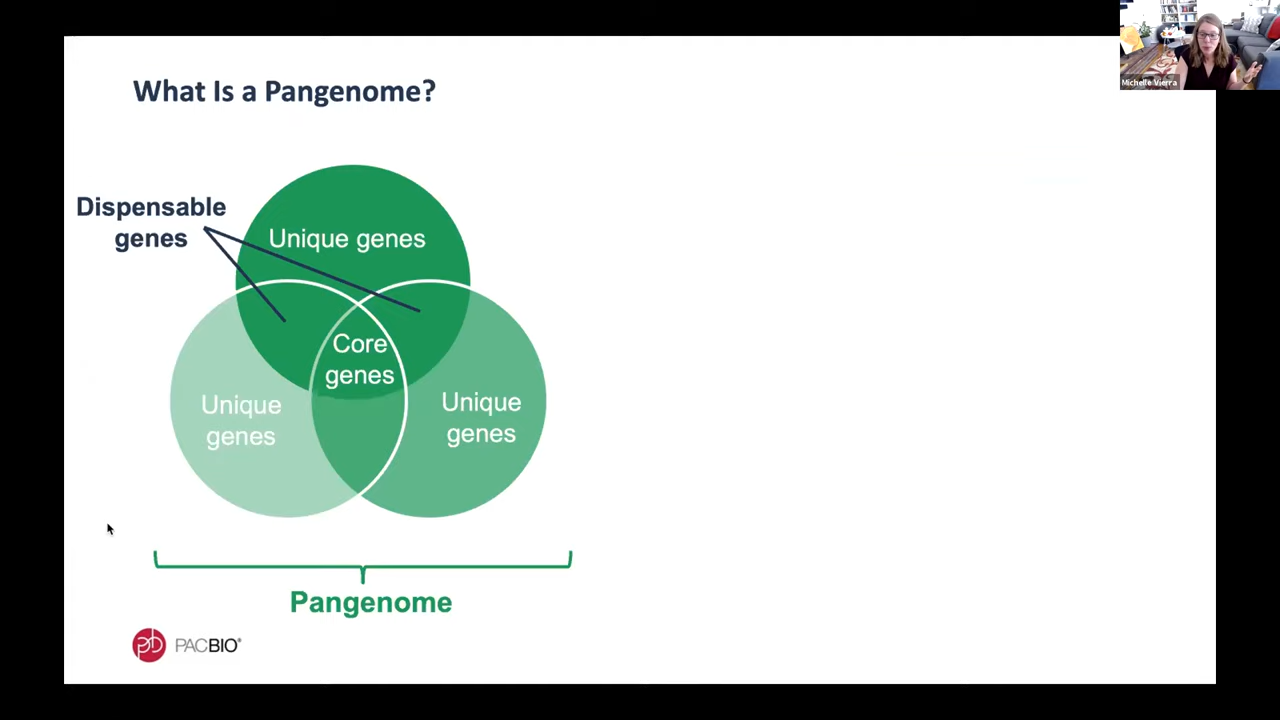 Michelle Vierra
What Is a Pangenome?
Dispensable
genes
Unique genes
Core
genes
Unique
genes
Unique
genes
Pangenome
PACBIO®